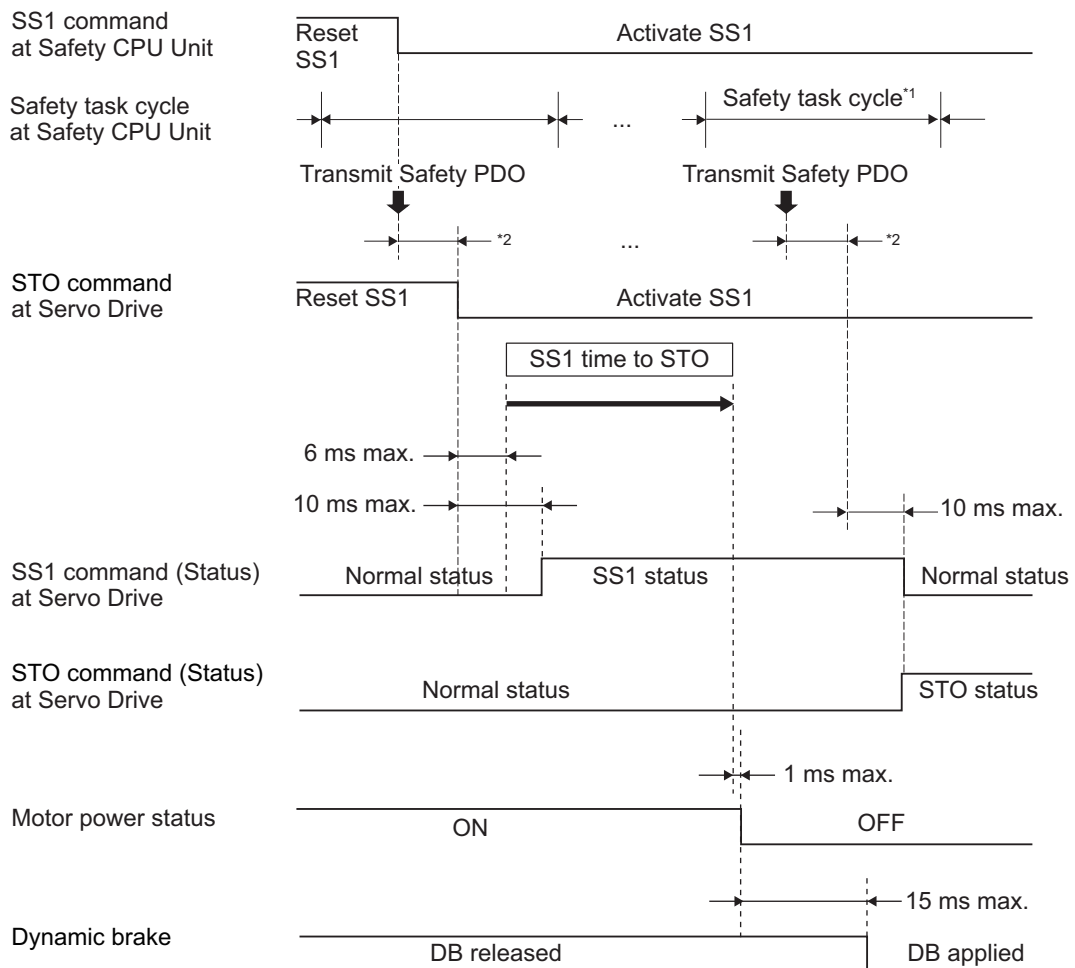 SS1 command
at Safety CPU Unit
Reset
SS1
Activate SS1
Safety task cycle
at Safety CPU Unit
...
Safety task cycle*1
Transmit Safety PDO
Transmit Safety PDO
*2
...
*2
STO command
at Servo Drive
Reset SS1
Activate SS1
SS1 time to STO
6 ms max.
10 ms max.
10 ms max.
SS1 command (Status)
at Servo Drive
Normal status
SS1 status
Normal status
STO command (Status)
at Servo Drive
Normal status
STO status
1 ms max.
Motor power status
ON
OFF
15 ms max.
Dynamic brake
DB released
DB applied